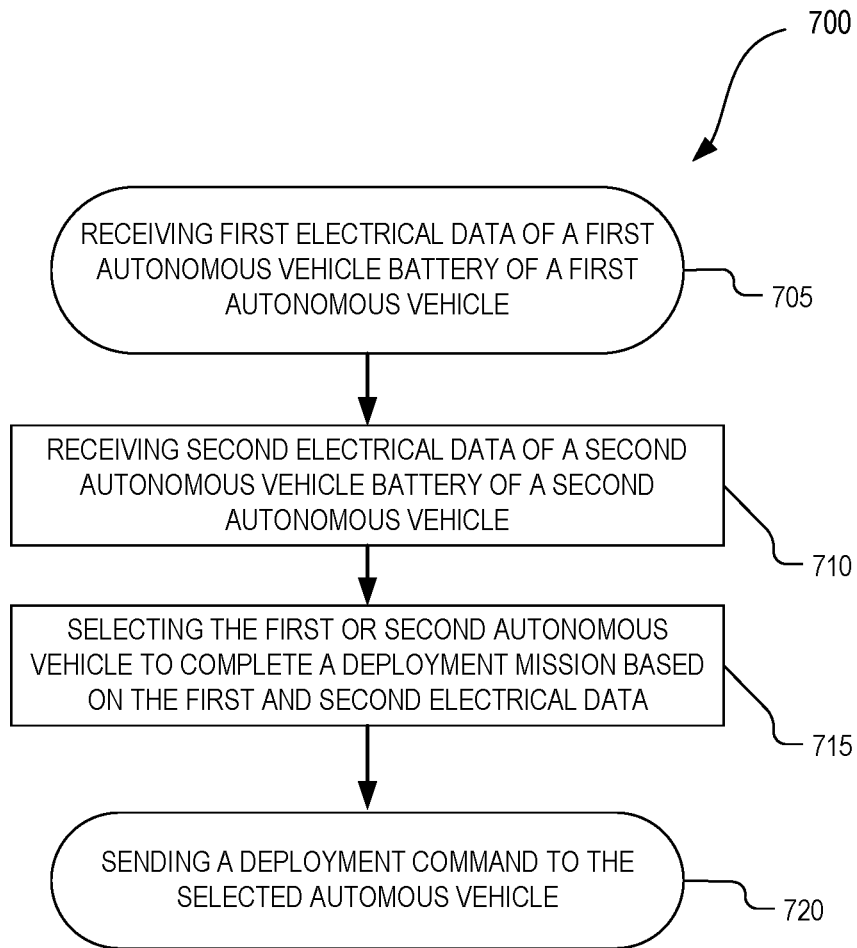 700
RECEIVING FIRST ELECTRICAL DATA OF A FIRST
AUTONOMOUS VEHICLE BATTERY OF A FIRST
AUTONOMOUS VEHICLE
705
RECEIVING SECOND ELECTRICAL DATA OF A SECOND
AUTONOMOUS VEHICLE BATTERY OF A SECOND
AUTONOMOUS VEHICLE
710
SELECTING THE FIRST OR SECOND AUTONOMOUS
VEHICLE TO COMPLETE A DEPLOYMENT MISSION BASED
ON THE FIRST AND SECOND ELECTRICAL DATA
715
SENDING A DEPLOYMENT COMMAND TO THE
SELECTED AUTOMOUS VEHICLE
720